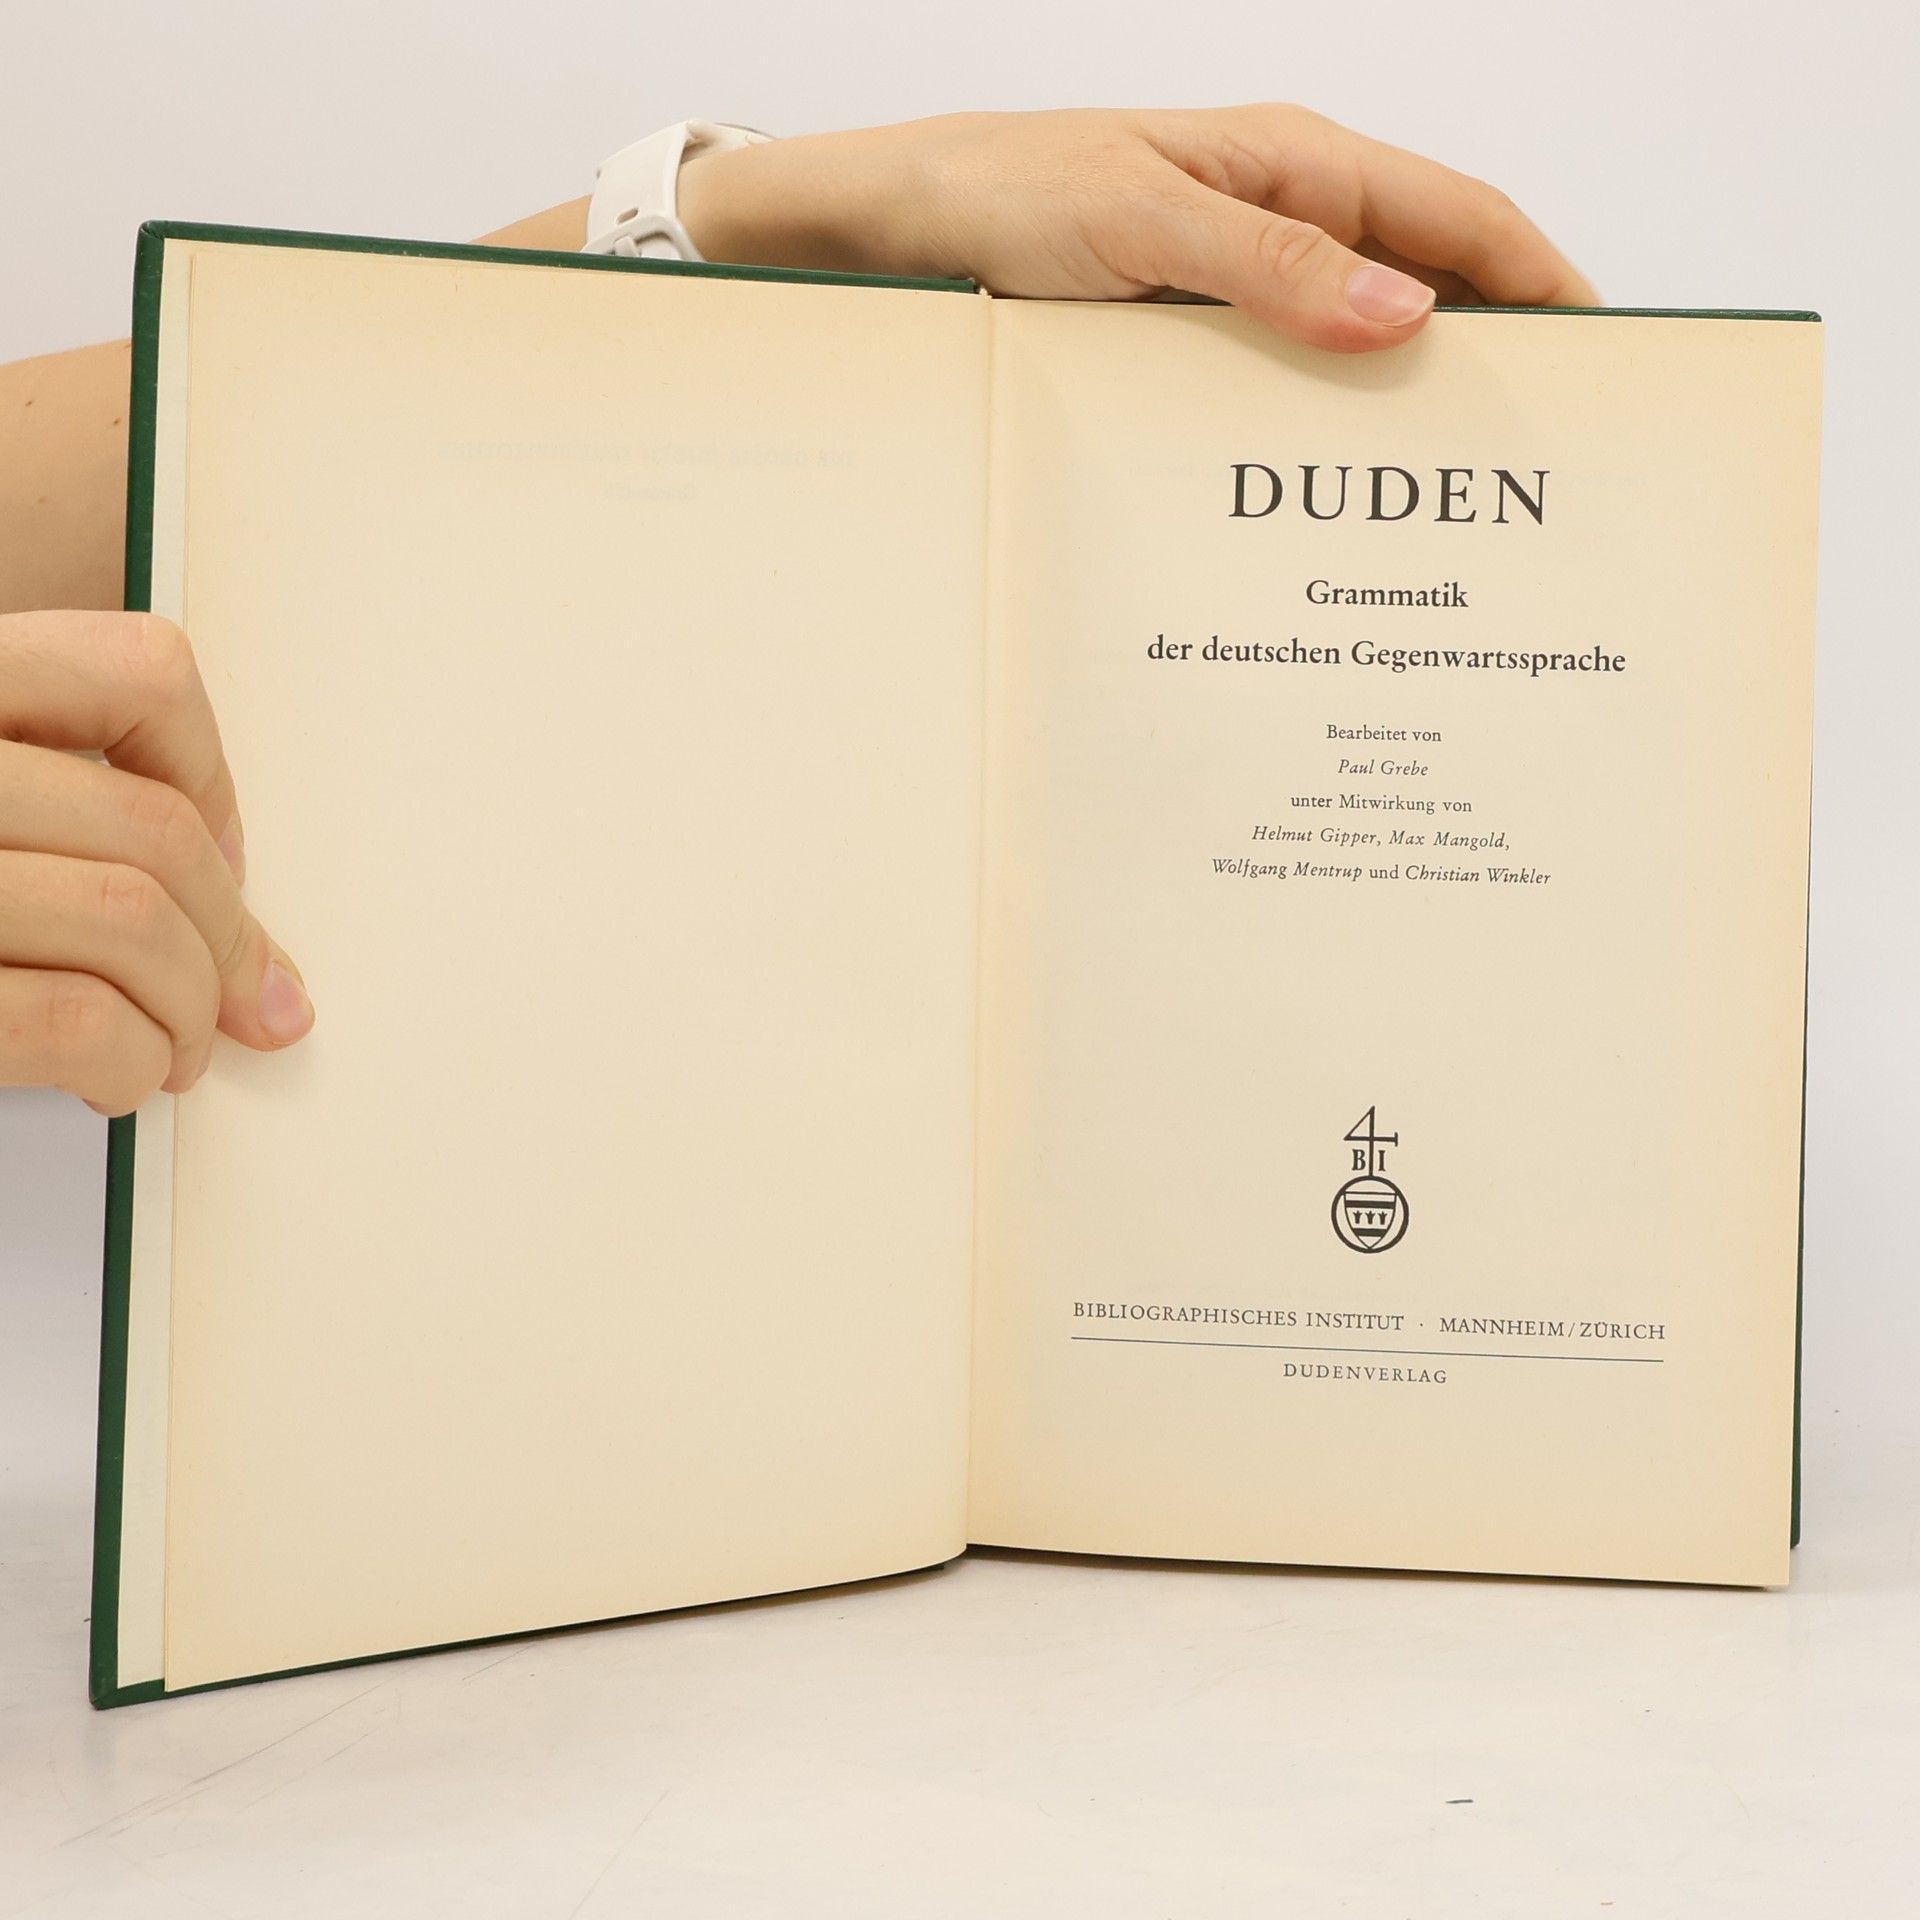 DUDEN
Grammatik
der deutschen Gegenwartssprache
Bearbeitet von
Paul Grebe
unter Mitwirkung von
Helmut Gipper, Max Mangold,
Wolfgang Mentrup und Christian Winkler
4
B I
BIBLIOGRAPHISCHES INSTITUT · MANNHEIM/ZÜRICH
DUDENVERLAG